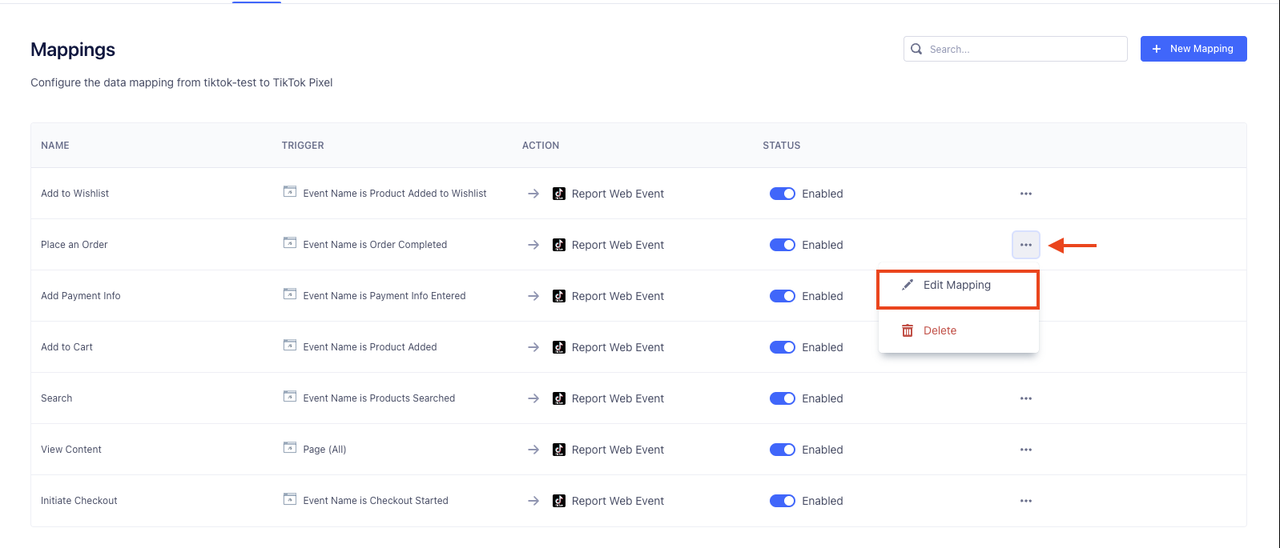 Mappings
Search...
+ New Mapping
Configure the data mapping from tiktok-test to TikTok Pixel
NAME TRIGGER ACTION STATUS
Add to Wishlist Event Name is Product Added to Wishlist → Report Web Event Enabled ...
Place an Order Event Name is Order Completed → Report Web Event Enabled ...
Edit Mapping
Add Payment Info Event Name is Payment Info Entered → Report Web Event Enabled
Delete
Add to Cart Event Name is Product Added → Report Web Event Enabled
Search Event Name is Products Searched → Report Web Event Enabled ...
View Content Page (All) → Report Web Event Enabled ...
Initiate Checkout Event Name is Checkout Started → Report Web Event Enabled ...